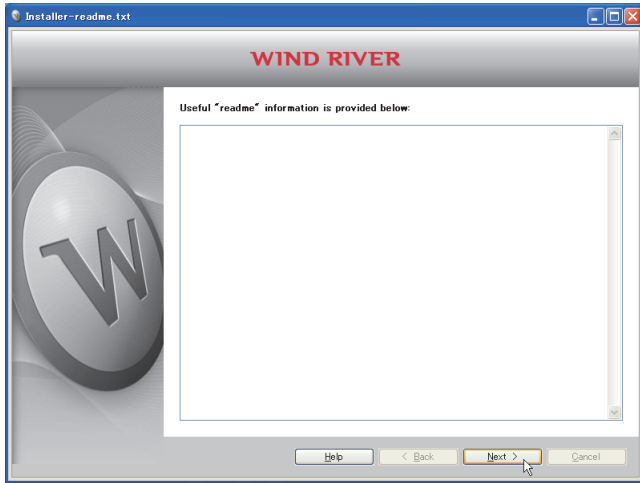 Installer-readme.txt
WIND RIVER
Useful "readme" information is provided below:
W
Help
< Back
Next >
Cancel